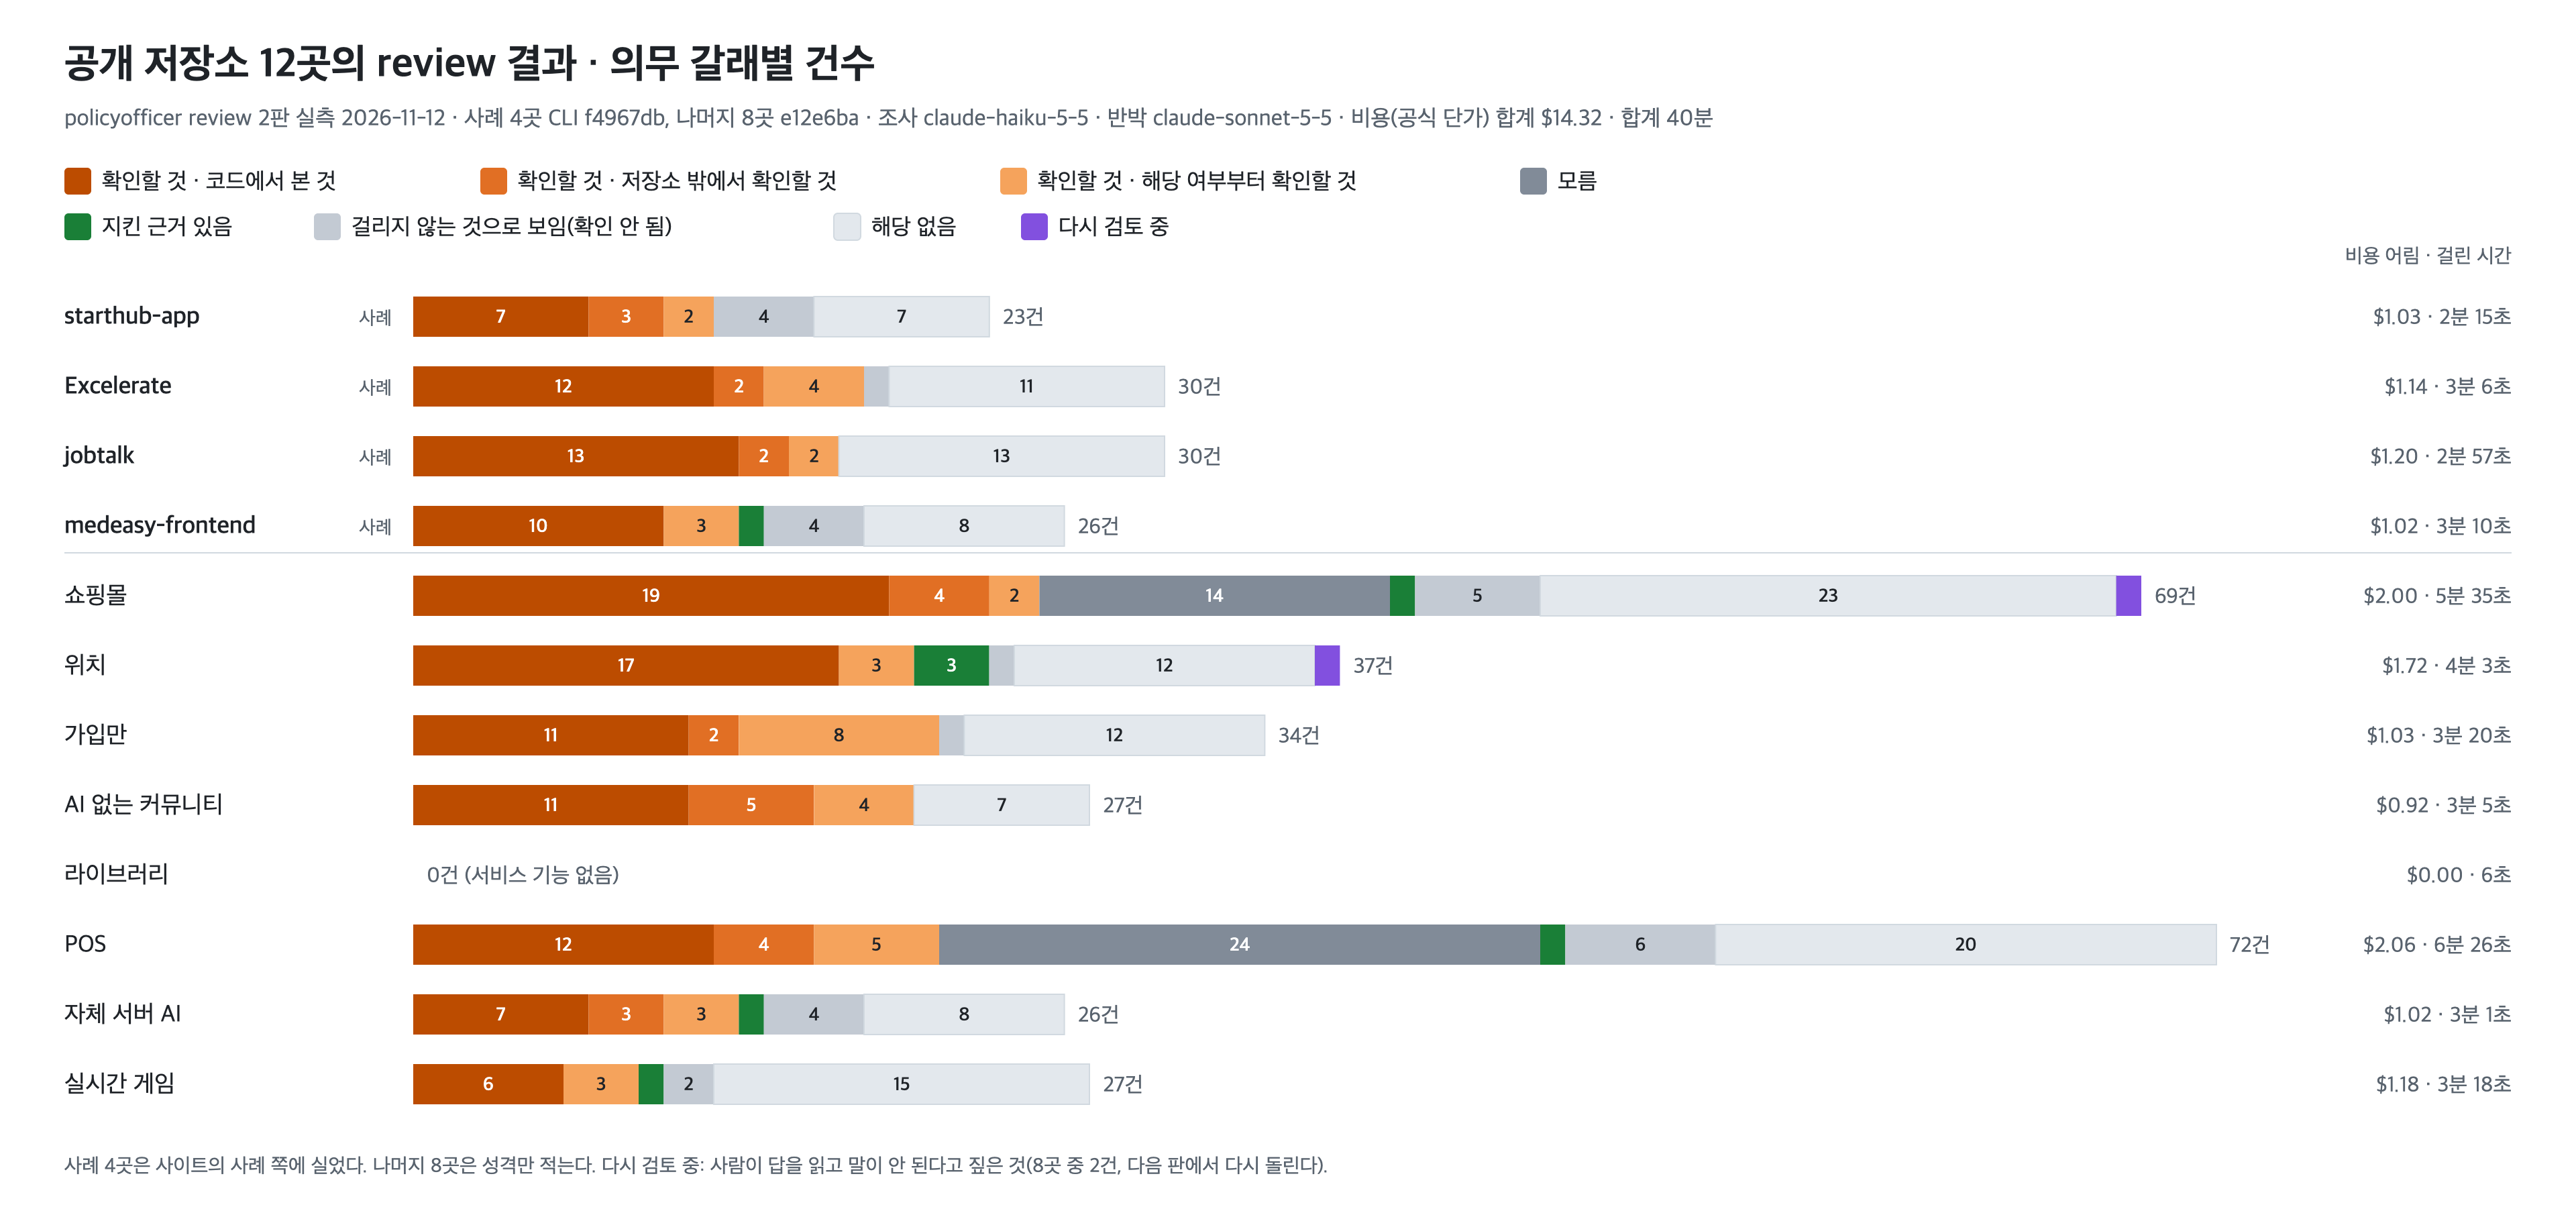 공개 저장소 12곳의 review 결과 · 의무 갈래별 건수
policyofficer review 2판 실측 2026-11-12 · 사례 4곳 CLI f4967db, 나머지 8곳 e12e6ba · 조사 claude-haiku-5-5 · 반박 claude-sonnet-5-5 · 비용(공식 단가) 합계 $14.32 · 합계 40분
확인할 것 · 코드에서 본 것 확인할 것 · 저장소 밖에서 확인할 것 확인할 것 · 해당 여부부터 확인할 것 모름
지킨 근거 있음 걸리지 않는 것으로 보임(확인 안 됨) 해당 없음 다시 검토 중
비용 어림 · 걸린 시간
starthub-app 사례 7 3 2 4 7 23건 $1.03 · 2분 15초
Excelerate 사례 12 2 4 11 30건 $1.14 · 3분 6초
jobtalk 사례 13 2 2 13 30건 $1.20 · 2분 57초
medeasy-frontend 사례 10 3 4 8 26건 $1.02 · 3분 10초
쇼핑몰 19 4 2 14 5 23 69건 $2.00 · 5분 35초
위치 17 3 3 12 37건 $1.72 · 4분 3초
가입만 11 2 8 12 34건 $1.03 · 3분 20초
AI 없는 커뮤니티 11 5 4 7 27건 $0.92 · 3분 5초
라이브러리 0건 (서비스 기능 없음) $0.00 · 6초
POS 12 4 5 24 6 20 72건 $2.06 · 6분 26초
자체 서버 AI 7 3 3 4 8 26건 $1.02 · 3분 1초
실시간 게임 6 3 2 15 27건 $1.18 · 3분 18초
사례 4곳은 사이트의 사례 쪽에 실었다. 나머지 8곳은 성격만 적는다. 다시 검토 중: 사람이 답을 읽고 말이 안 된다고 짚은 것(8곳 중 2건, 다음 판에서 다시 돌린다).